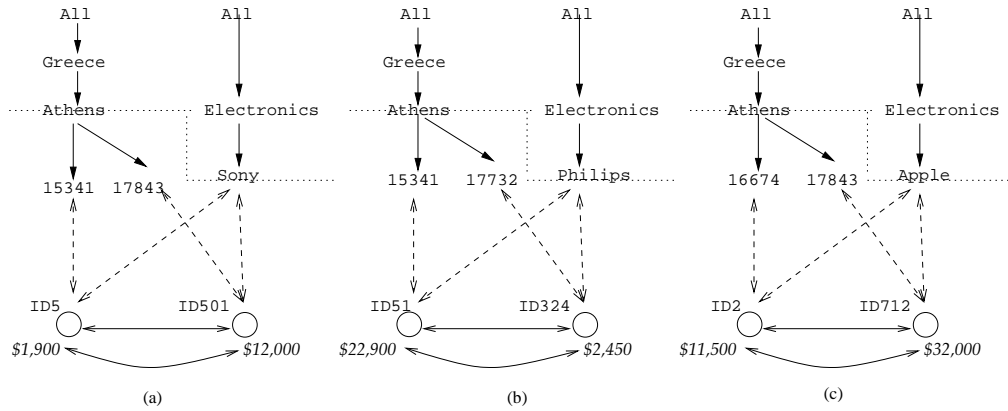 All All All All All All
Greece Greece Greece
Athens Electronics Athens Electronics Athens Electronics
Sony Philips Apple
15341 17843 15341 17732 16674 17843
ID5 ID501 ID51 ID324 ID2 ID712
$1,900 $12,000 $22,900 $2,450 $11,500 $32,000
(a) (b) (c)